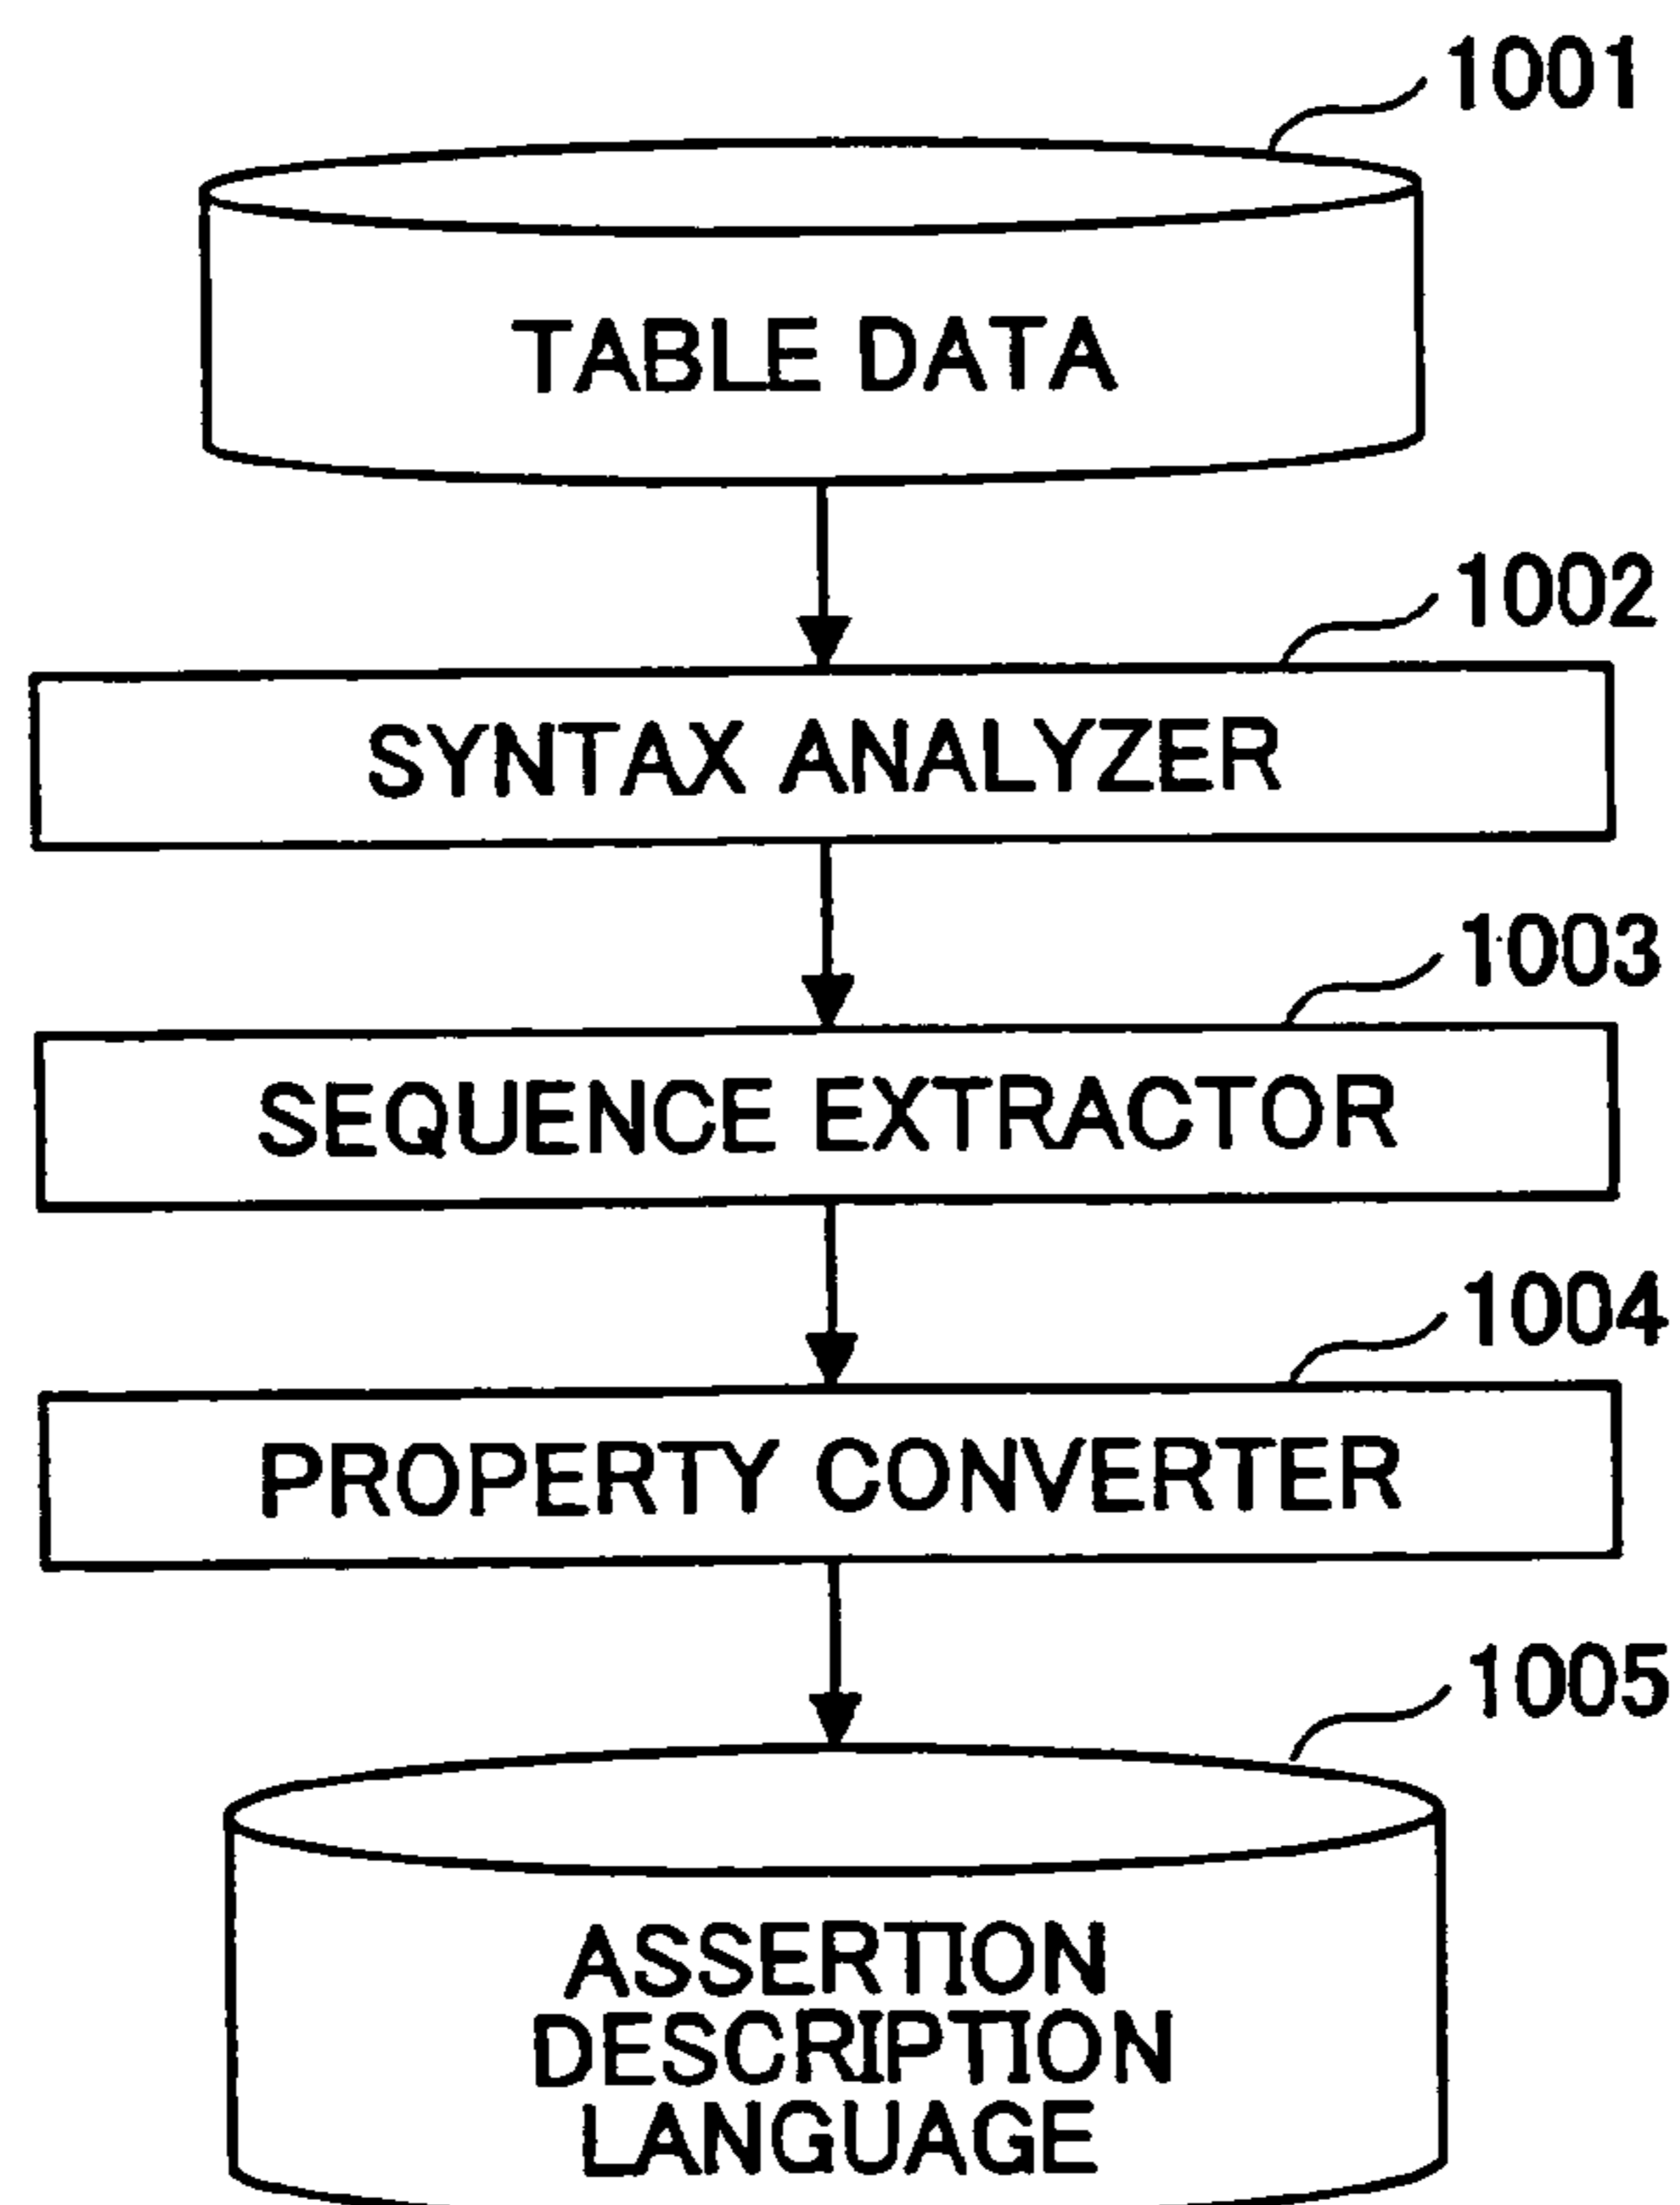 1001
TABLE DATA
1002
SYNTAX ANALYZER
1003
SEQUENCE EXTRACTOR
1004
PROPERTY CONVERTER
1005
ASSERTION
DESCRIPTION
LANGUAGE